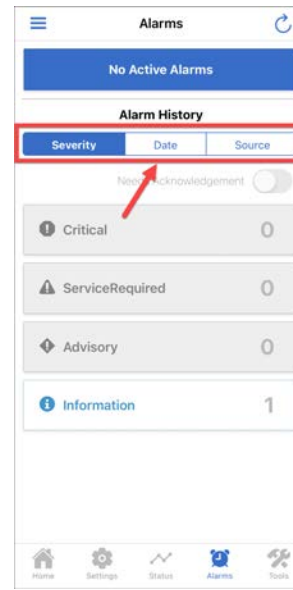 Alarms
No Active Alarms
Alarm History
Severity Date Source
Needs Acknowledgement
Critical 0
ServiceRequired 0
Advisory 0
Information 1
Home Settings Status Alarms Tools